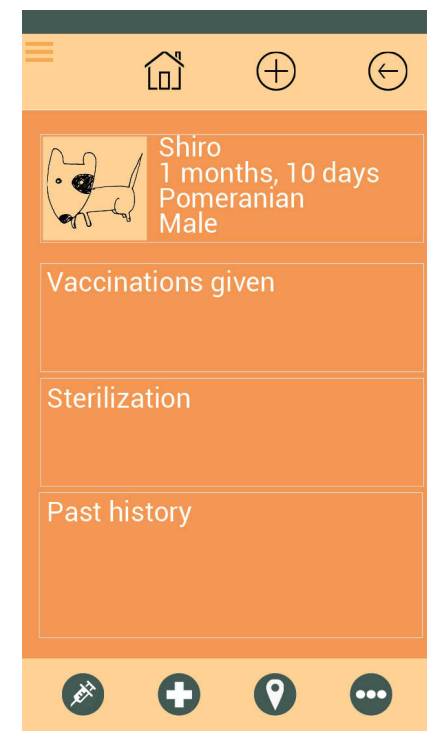 Shiro
1 months, 10 days
Pomeranian
Male
Vaccinations given
Sterilization
Past history